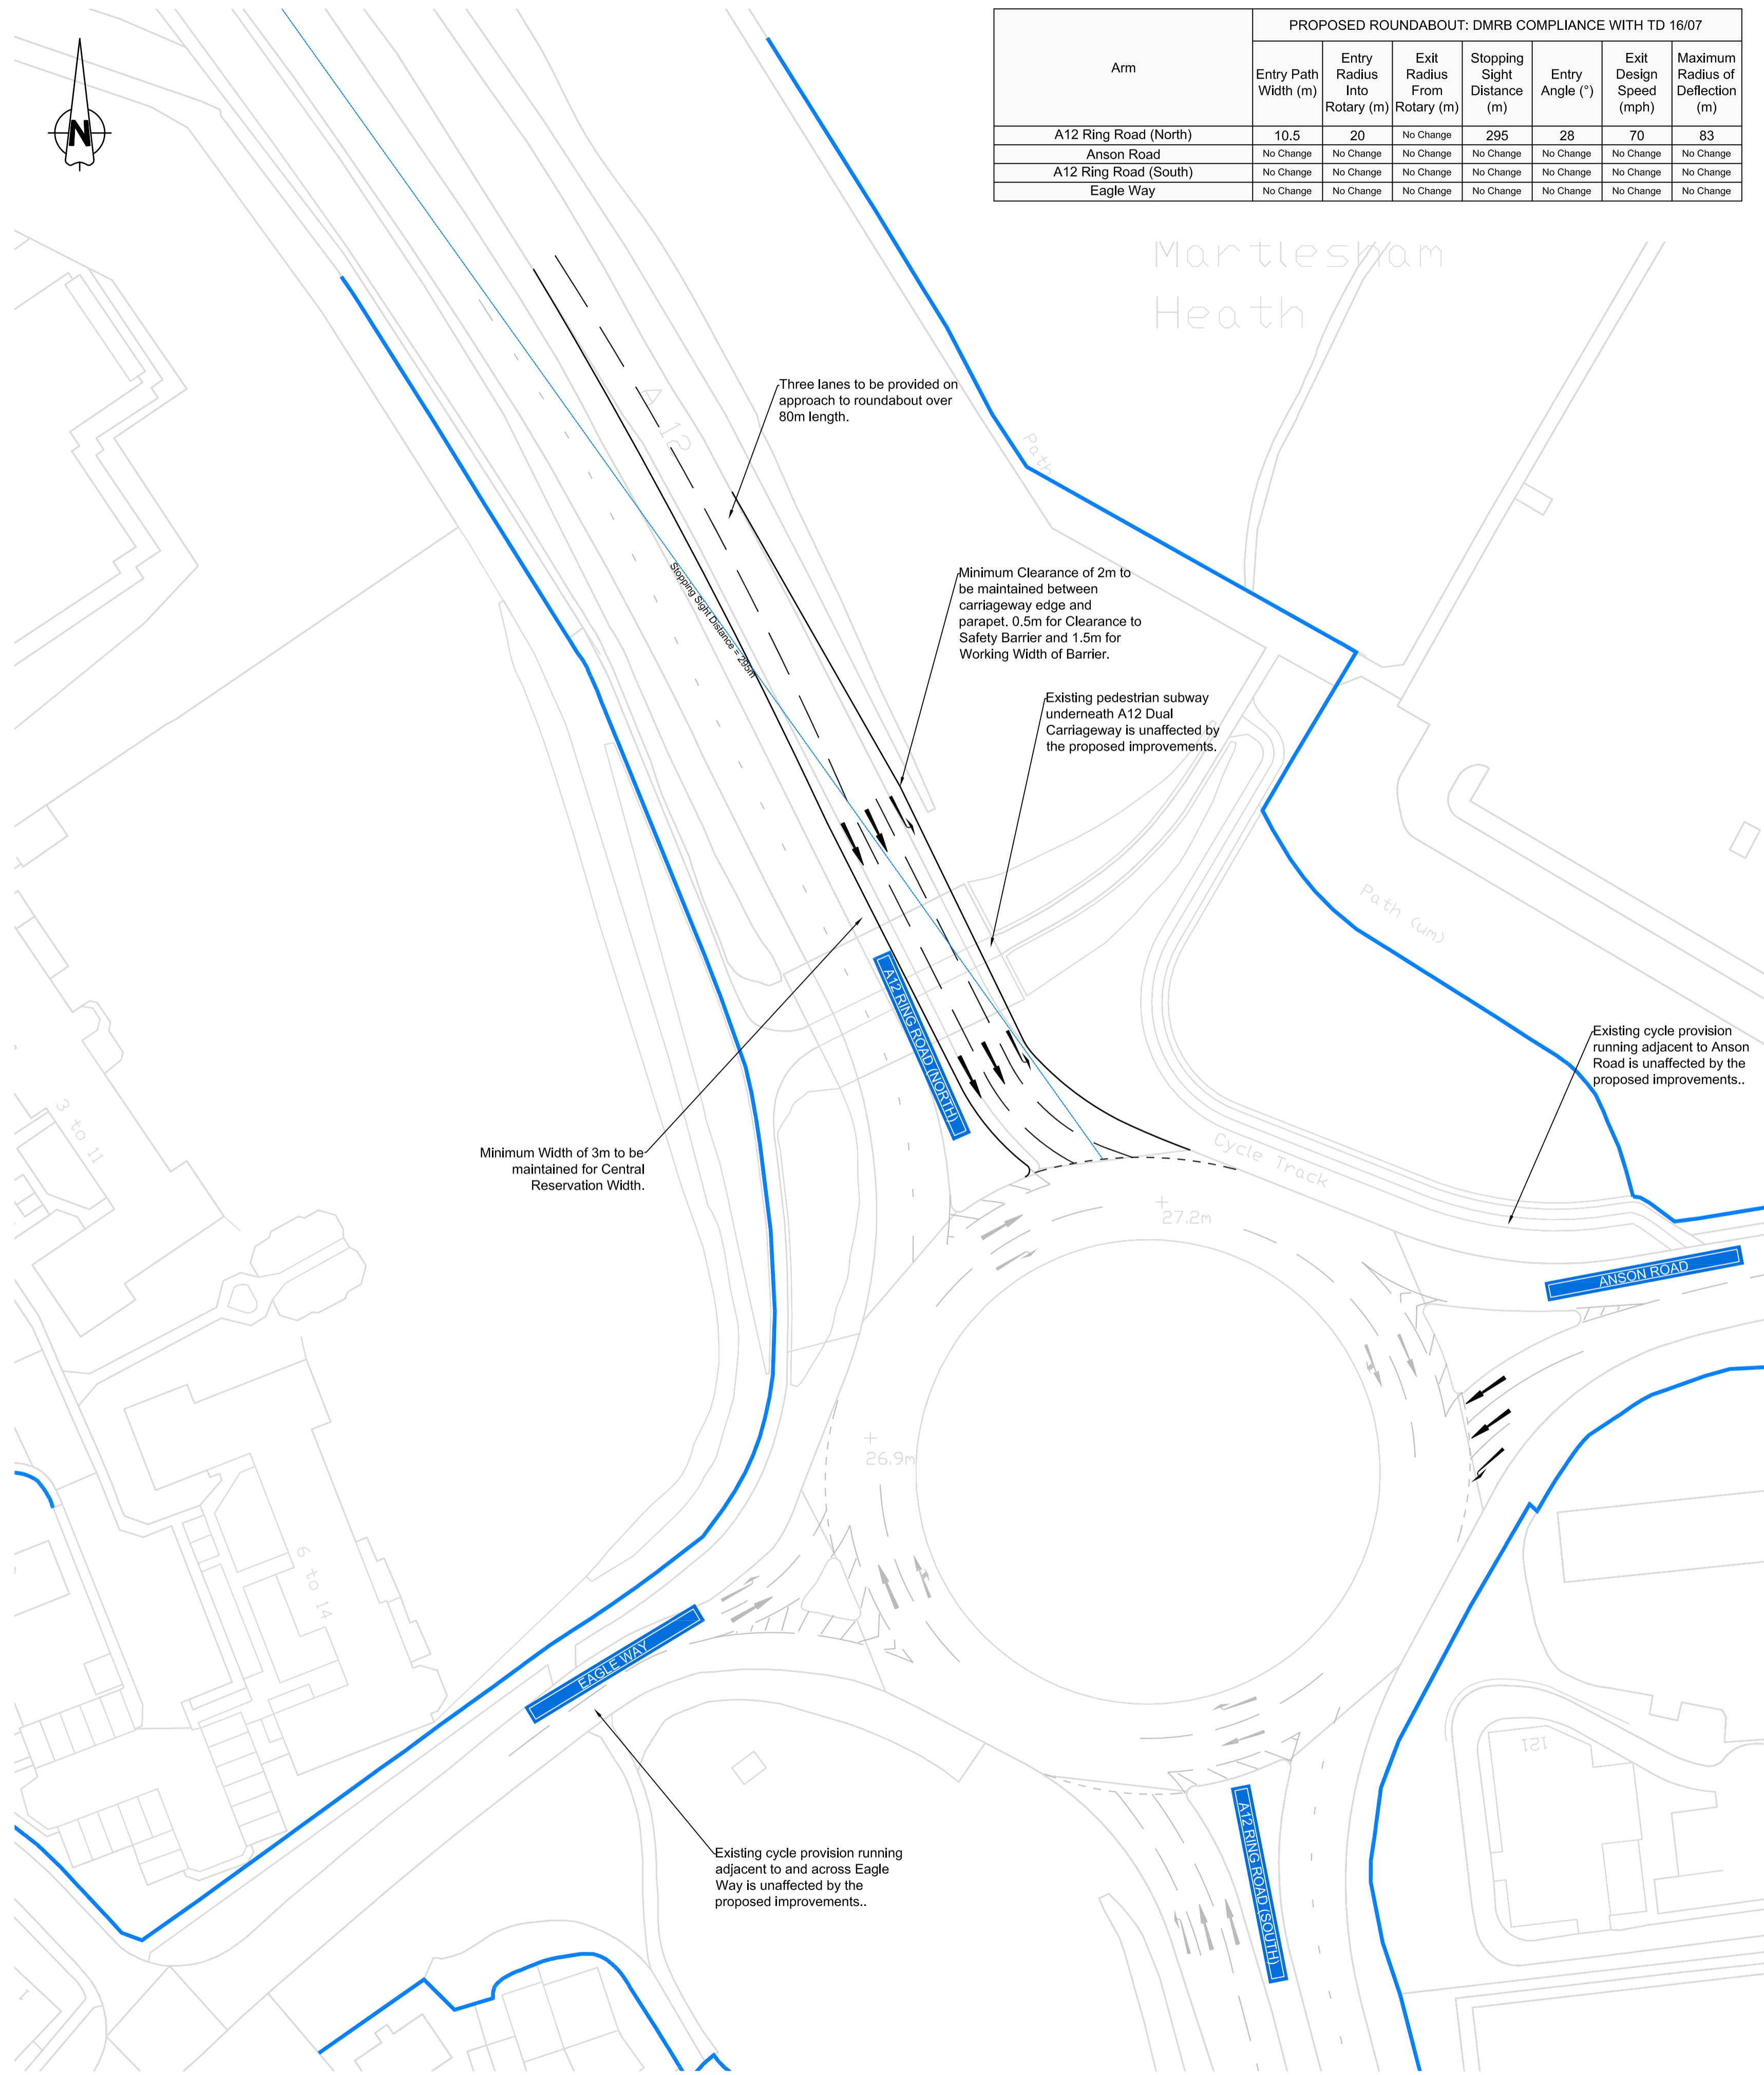 PROPOSED ROUNDABOUT: DMRB COMPLIANCE WITH TD 16/07
Arm
Entry Path
Width (m)
Entry
Radius
Into
Rotary (m)
Exit
Radius
From
Rotary (m)
Stopping
Sight
Distance
(m)
Entry
Angle (°)
Exit
Design
Speed
(mph)
Maximum
Radius of
Deflection
(m)
A12 Ring Road (North) 10.5 20 No Change 295 28 70 83
Anson Road No Change No Change No Change No Change No Change No Change No Change
A12 Ring Road (South) No Change No Change No Change No Change No Change No Change No Change
Eagle Way No Change No Change No Change No Change No Change No Change No Change
N
Martlesham
Heath
A 12
Three lanes to be provided on
approach to roundabout over
80m length.
Path
Stopping Sight Distance = 295m
Minimum Clearance of 2m to
be maintained between
carriageway edge and
parapet. 0.5m for Clearance to
Safety Barrier and 1.5m for
Working Width of Barrier.
Existing pedestrian subway
underneath A12 Dual
Carriageway is unaffected by
the proposed improvements.
Path (um)
A12 RING ROAD (NORTH)
Existing cycle provision
running adjacent to Anson
Road is unaffected by the
proposed improvements..
3 to 11
Minimum Width of 3m to be
maintained for Central
Reservation Width.
Cycle Track
27.2m
ANSON ROAD
26.9m
6 to 14
EAGLE WAY
121
A12 RING ROAD (SOUTH)
Existing cycle provision running
adjacent to and across Eagle
Way is unaffected by the
proposed improvements..
1